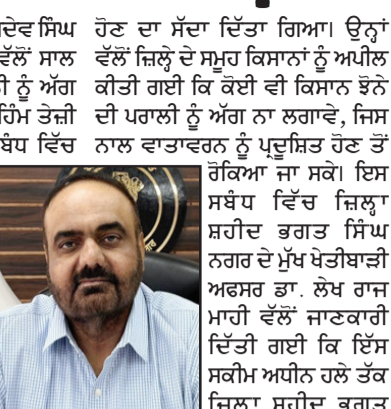 ਦੇਵ ਸਿੰਘ
ਵੱਲੋਂ ਸਾਲ
ਨੂੰ ਅੱਗ
ਤੇਜ਼ੀ
ਵਿੱਚ
ਹੋਣ ਦਾ ਸੱਦਾ ਦਿੱਤਾ ਗਿਆ। ਉਨ੍ਹਾਂ
ਵੱਲੋਂ ਜ਼ਿਲ੍ਹੇ ਦੇ ਸਮੂਹ ਕਿਸਾਨਾਂ ਨੂੰ ਅਪੀਲ
ਕੀਤੀ ਗਈ ਕਿ ਕੋਈ ਵੀ ਕਿਸਾਨ ਝੋਨੇ
ਦੀ ਪਰਾਲੀ ਨੂੰ ਅੱਗ ਨਾ ਲਗਾਵੇ, ਜਿਸ
ਨਾਲ ਵਾਤਾਵਰਨ ਨੂੰ ਪ੍ਰਦੂਸ਼ਿਤ ਹੋਣ ਤੋਂ
ਰੋਕਿਆ ਜਾ ਸਕੇ। ਇਸ
ਸਬੰਧ ਵਿੱਚ ਜ਼ਿਲ੍ਹਾ
ਸ਼ਹੀਦ ਭਗਤ ਸਿੰਘ
ਨਗਰ ਦੇ ਮੁੱਖ ਖੇਤੀਬਾੜੀ
ਅਫਸਰ ਡਾ. ਲੇਖ ਰਾਜ
ਮਾਹੀ ਵੱਲੋਂ ਜਾਣਕਾਰੀ
ਦਿੱਤੀ ਗਈ ਕਿ ਇੱਸ
ਸਕੀਮ ਅਧੀਨ ਹਲੇ ਤੱਕ
ਜ਼ਿਲ੍ਹਾ ਸ਼ਹੀਦ ਭਗਤ